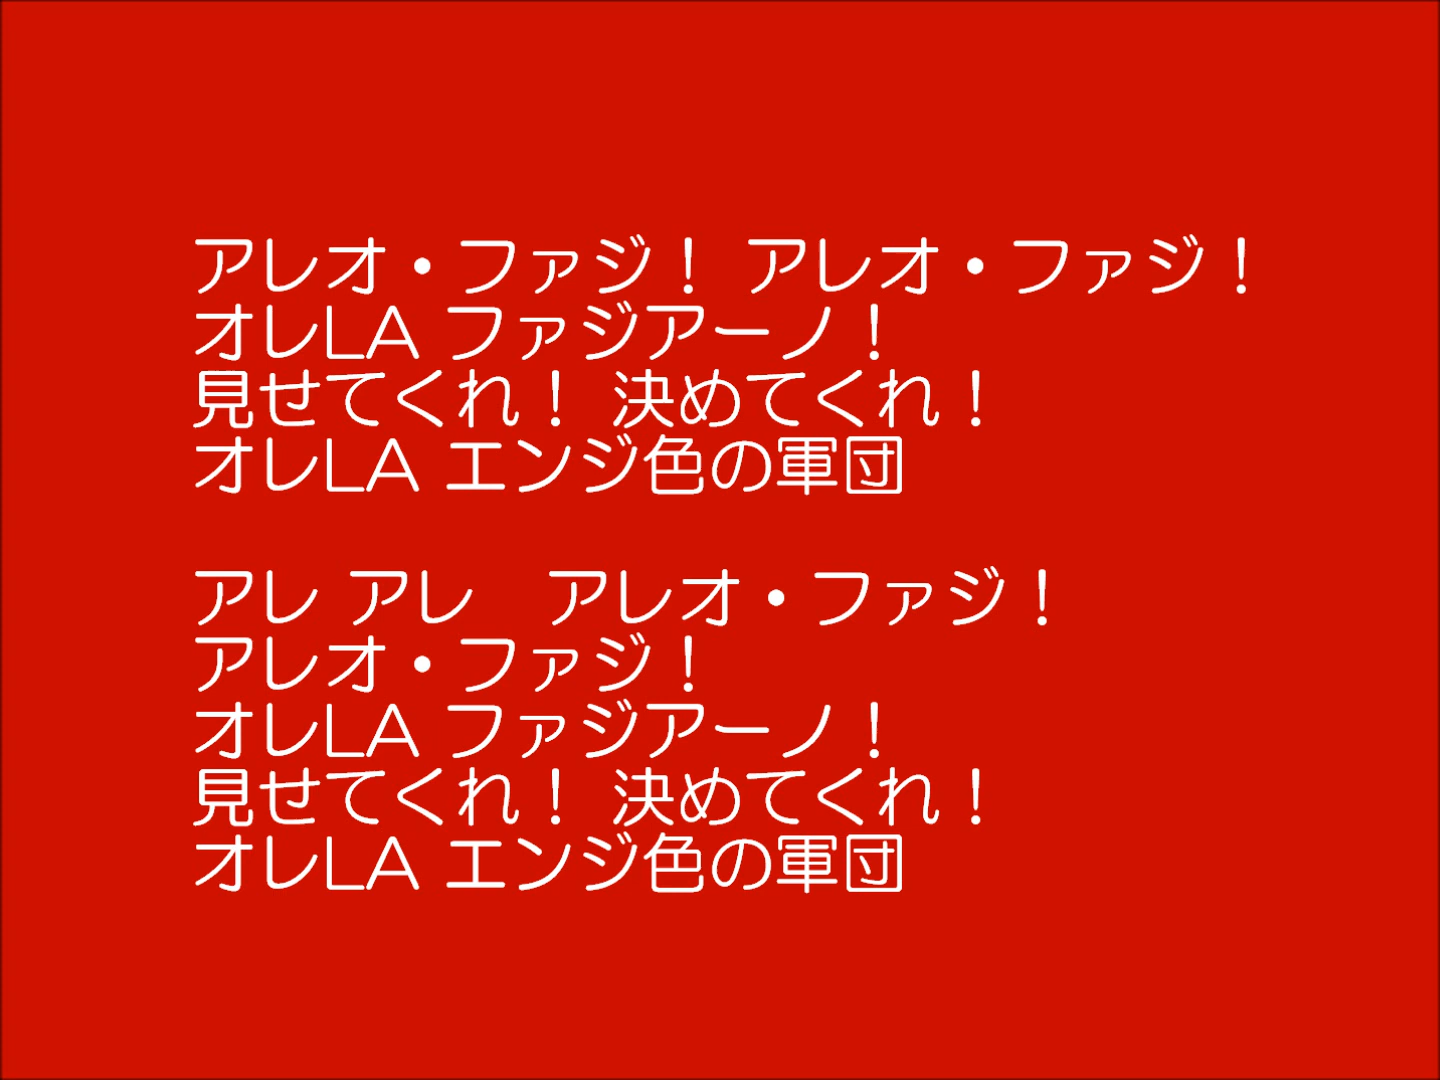 アレオ・ファジ！ アレオ・ファジ！
オレLA ファジアーノ！
見せてくれ！ 決めてくれ！
オレLA エンジ色の軍団
アレ アレ　アレオ・ファジ！
アレオ・ファジ！
オレLA ファジアーノ！
見せてくれ！ 決めてくれ！
オレLA エンジ色の軍団